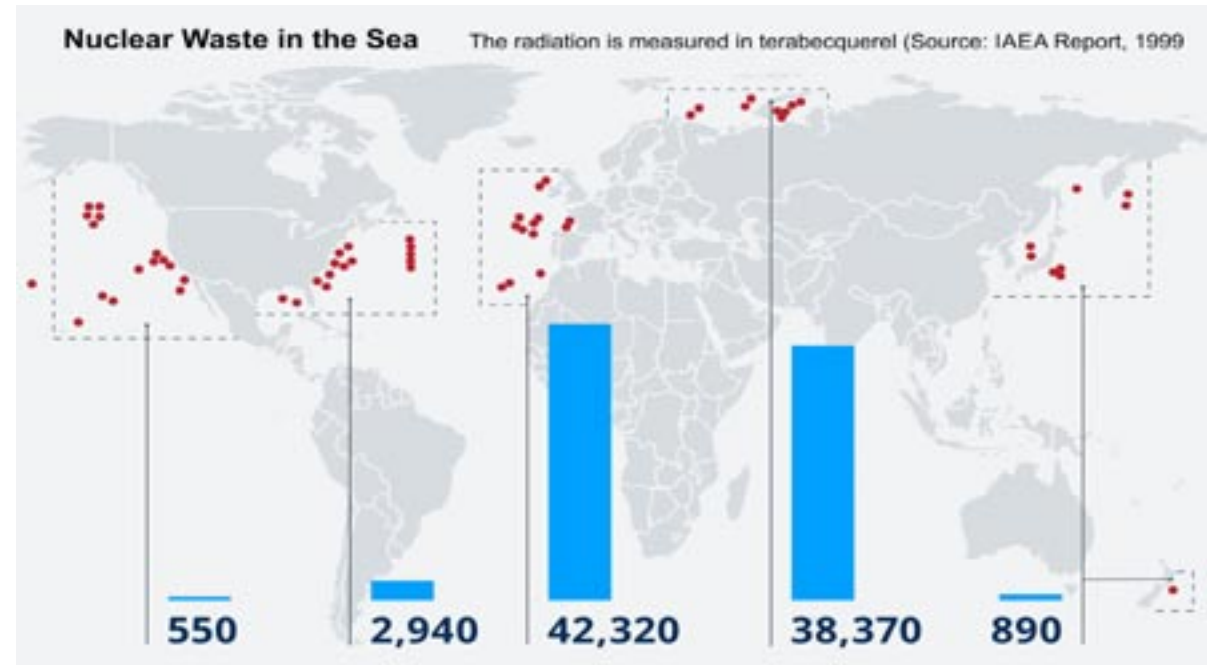 Nuclear Waste in the Sea The radiation is measured in terabecquerel (Source: IAEA Report, 1999
550 2,940 42,320 38,370 890